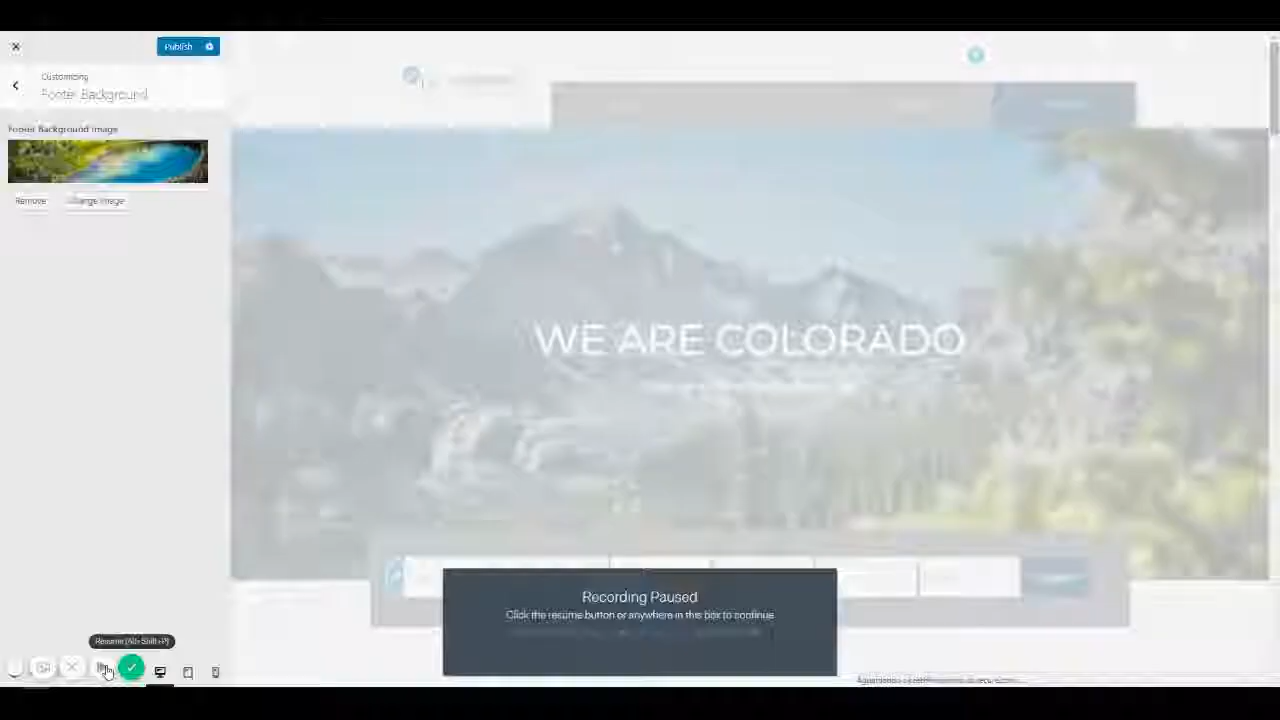 Publish
Customizing
Footer Background
Footer Background Image
Remove
Change Image
WE ARE COLORADO
Recording Paused
Click the resume button or anywhere in this box to continue
Resume (Alt+Shift+P)